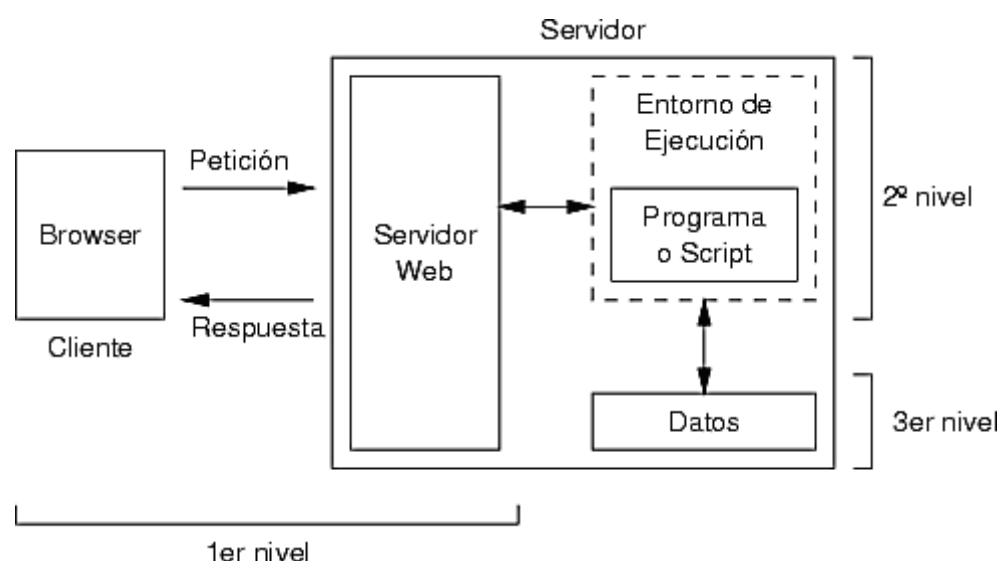 Servidor
Entorno de
Ejecución
Petición
2º nivel
Browser
Servidor
Web
Programa
o Script
Respuesta
Cliente
Datos
3er nivel
1er nivel